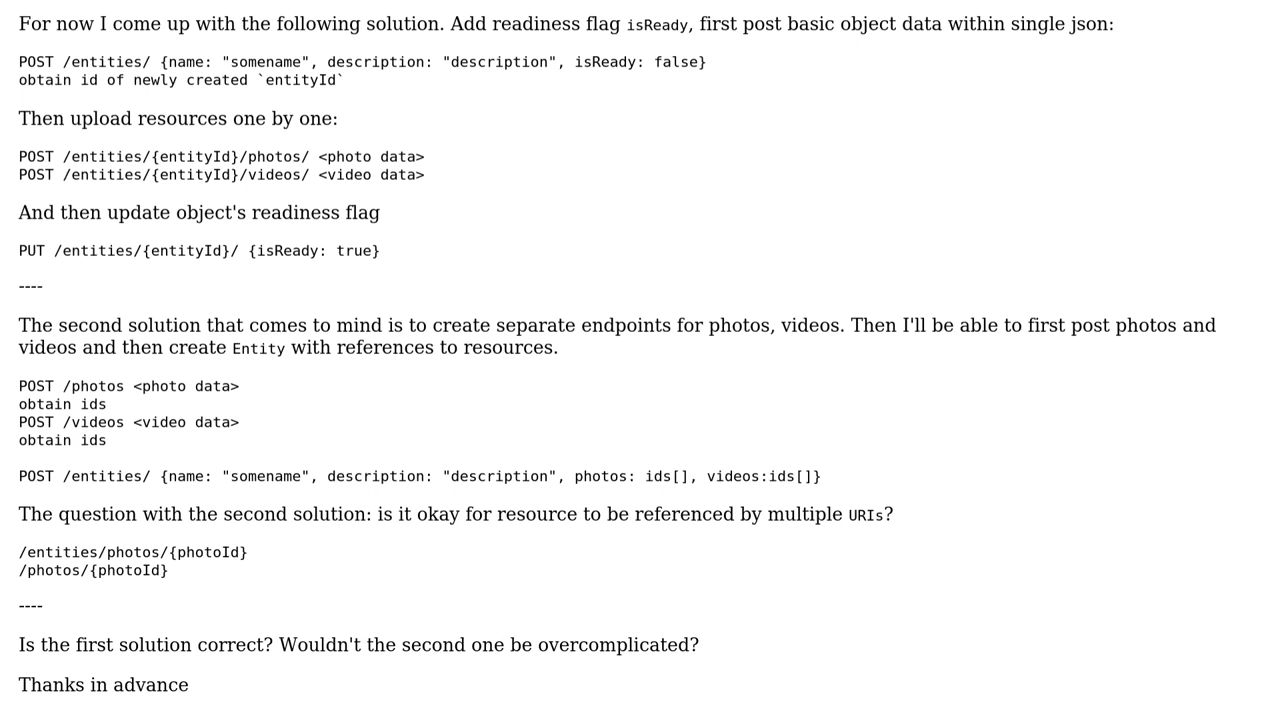 For now I come up with the following solution. Add readiness flag isReady, first post basic object data within single json:
POST /entities/ {name: "somename", description: "description", isReady: false}
obtain id of newly created `entityId`
Then upload resources one by one:
POST /entities/{entityId}/photos/ <photo data>
POST /entities/{entityId}/videos/ <video data>
And then update object's readiness flag
PUT /entities/{entityId}/ {isReady: true}
----
The second solution that comes to mind is to create separate endpoints for photos, videos. Then I'll be able to first post photos and
videos and then create Entity with references to resources.
POST /photos <photo data>
obtain ids
POST /videos <video data>
obtain ids
POST /entities/ {name: "somename", description: "description", photos: ids[], videos:ids[]}
The question with the second solution: is it okay for resource to be referenced by multiple URIs?
/entities/photos/{photoId}
/photos/{photoId}
----
Is the first solution correct? Wouldn't the second one be overcomplicated?
Thanks in advance